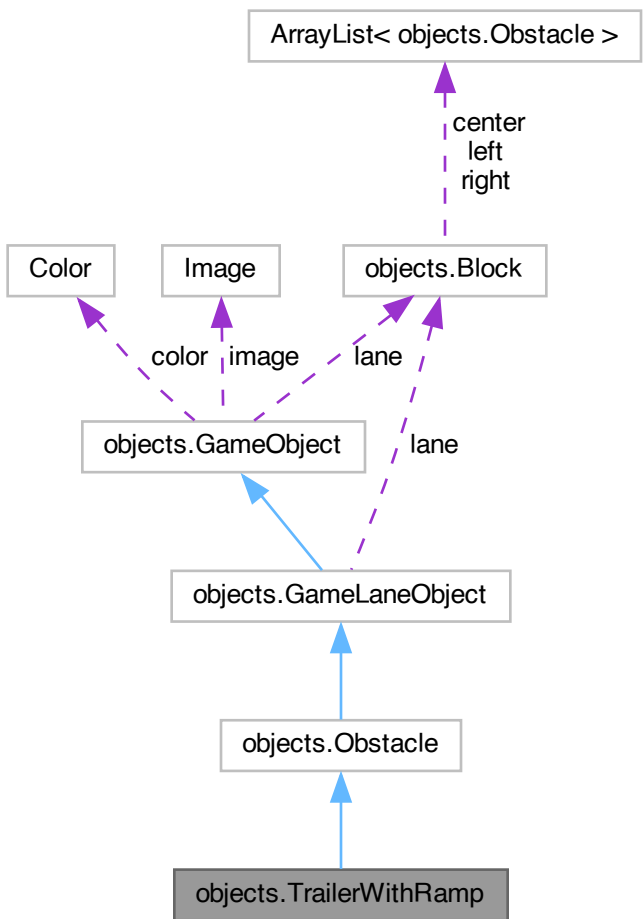 ArrayList< objects.Obstacle >
center
left
right
Color
Image
objects.Block
color
image
lane
objects.GameObject
lane
objects.GameLaneObject
objects.Obstacle
objects.TrailerWithRamp